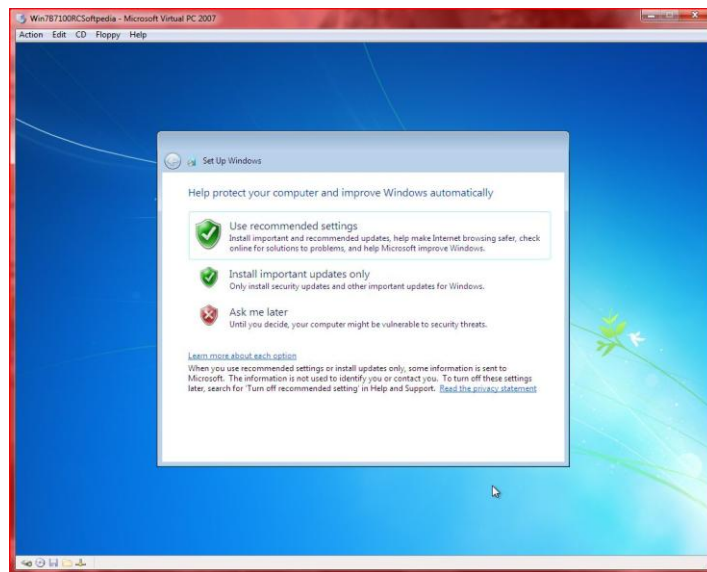 Win787100RCSoftpedia - Microsoft Virtual PC 2007
Action Edit CD Floppy Help
Set Up Windows
Help protect your computer and improve Windows automatically
Use recommended settings
Install important and recommended updates, help make Internet browsing safer, check
online for solutions to problems, and help Microsoft improve Windows.
Install important updates only
Only install security updates and other important updates for Windows.
Ask me later
Until you decide, your computer might be vulnerable to security threats.
Learn more about each option
When you use recommended settings or install updates only, some information is sent to
Microsoft. The information is not used to identify you or contact you. To turn off these settings
later, search for 'Turn off recommended setting' in Help and Support. Read the privacy statement